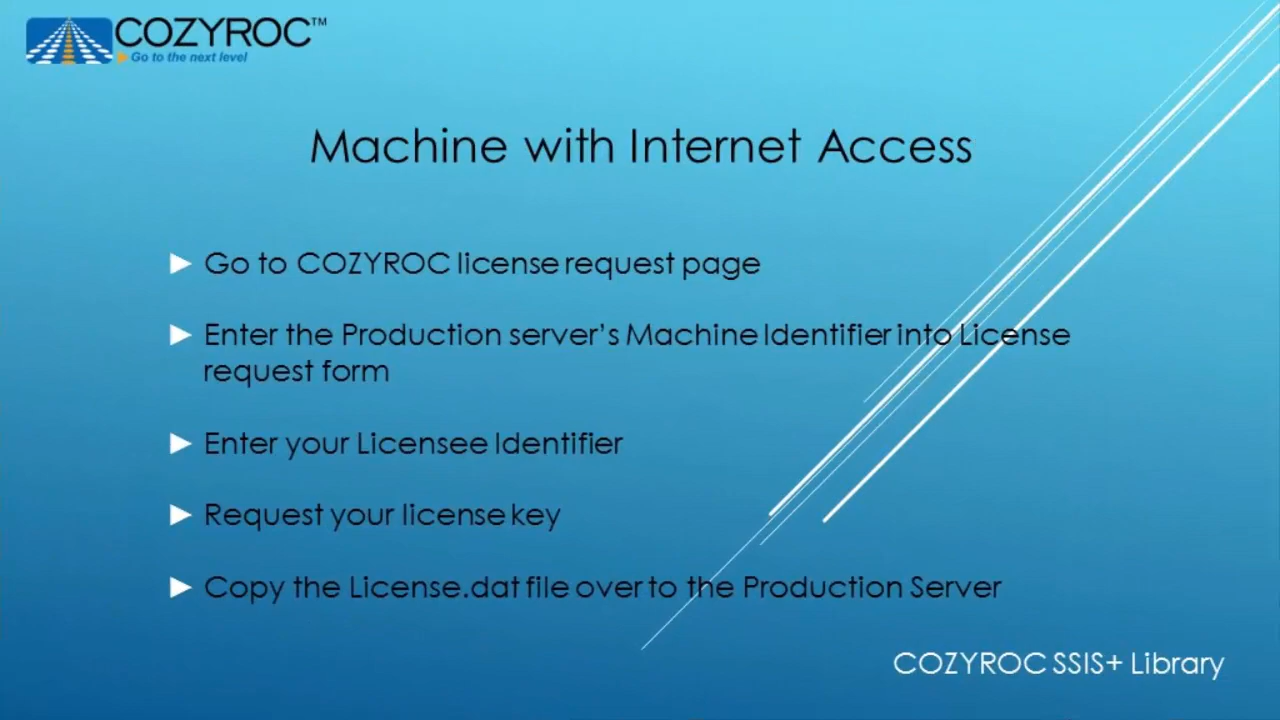 COZYROC™
Go to the next level
Machine with Internet Access
Go to COZYROC license request page
Enter the Production server’s Machine Identifier into License
request form
Enter your Licensee Identifier
Request your license key
Copy the License.dat file over to the Production Server
COZYROC SSIS+ Library